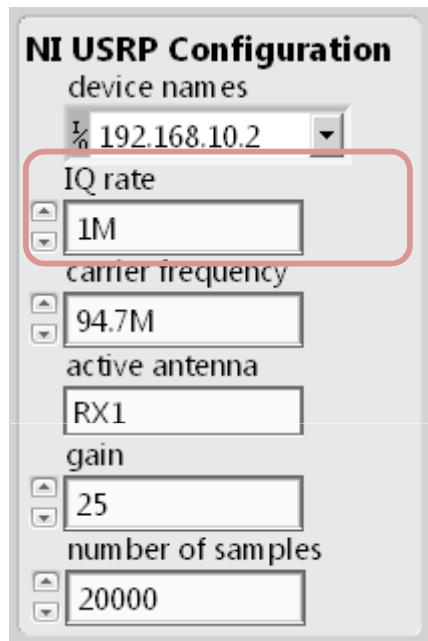 NI USRP Configuration
device names
I/O 192.168.10.2
IQ rate
1M
carrier frequency
94.7M
active antenna
RX1
gain
25
number of samples
20000